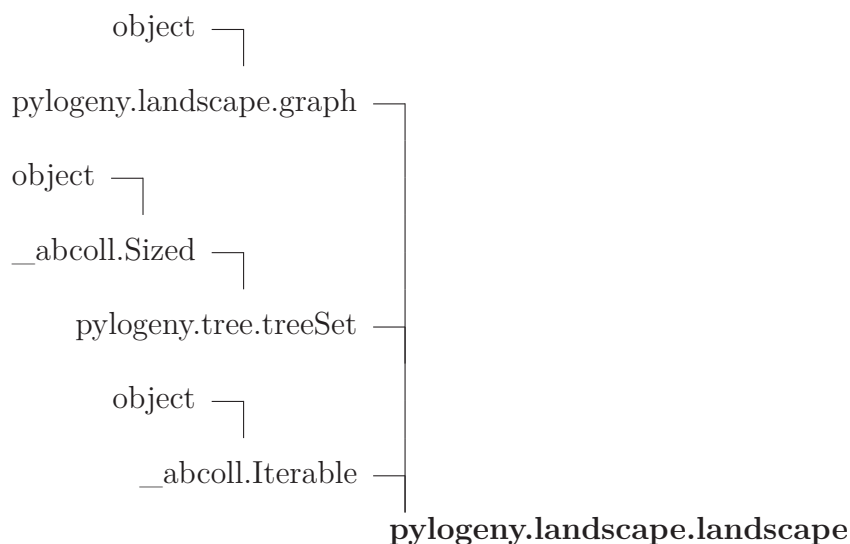 object
pylogeny.landscape.graph
object
_abcoll.Sized
pylogeny.tree.treeSet
object
_abcoll.Iterable
pylogeny.landscape.landscape